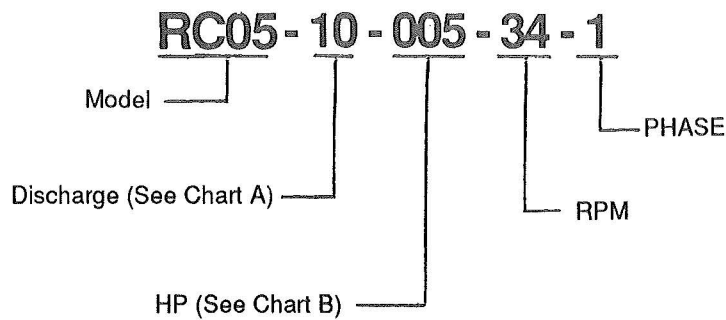 RC05-10-005-34-1
Model
PHASE
Discharge (See Chart A)
RPM
HP (See Chart B)